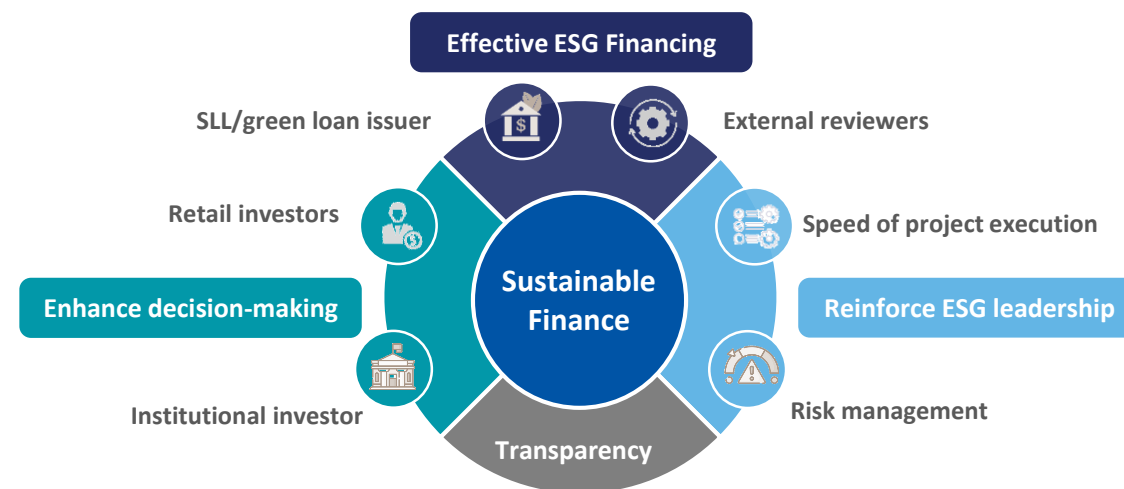 Effective ESG Financing
SLL/green loan issuer
External reviewers
$
Retail investors
Speed of project execution
$
Sustainable
Finance
Enhance decision-making
Reinforce ESG leadership
Institutional investor
Risk management
Transparency